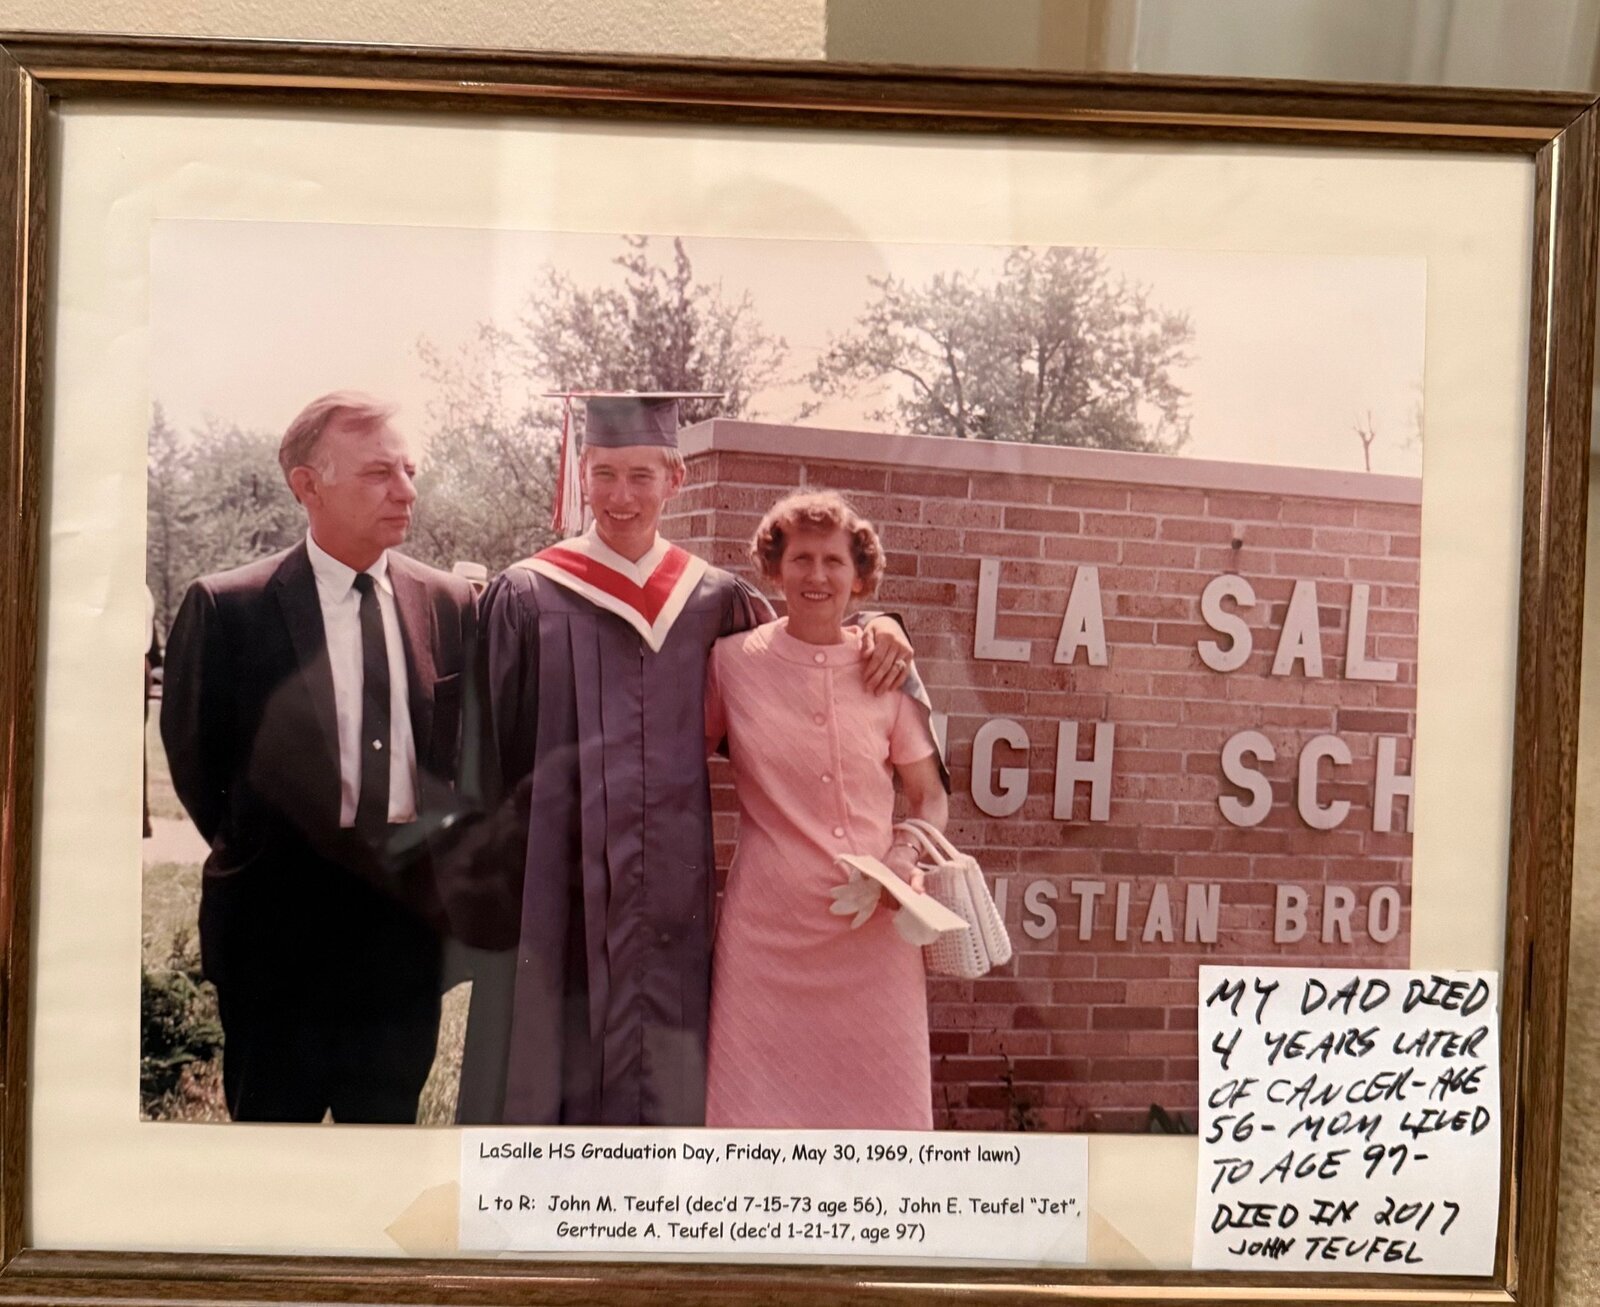 LA SAL
IGH SCH
ISTIAN BRO
MY DAD DIED
4 YEARS LATER
OF CANCER-AGE
56- MOM LIVED
TO AGE 97-
DIED IN 2017
JOHN TEUFEL
LaSalle HS Graduation Day, Friday, May 30, 1969, (front lawn)
L to R: John M. Teufel (dec'd 7-15-73 age 56), John E. Teufel "Jet",
Gertrude A. Teufel (dec'd 1-21-17, age 97)